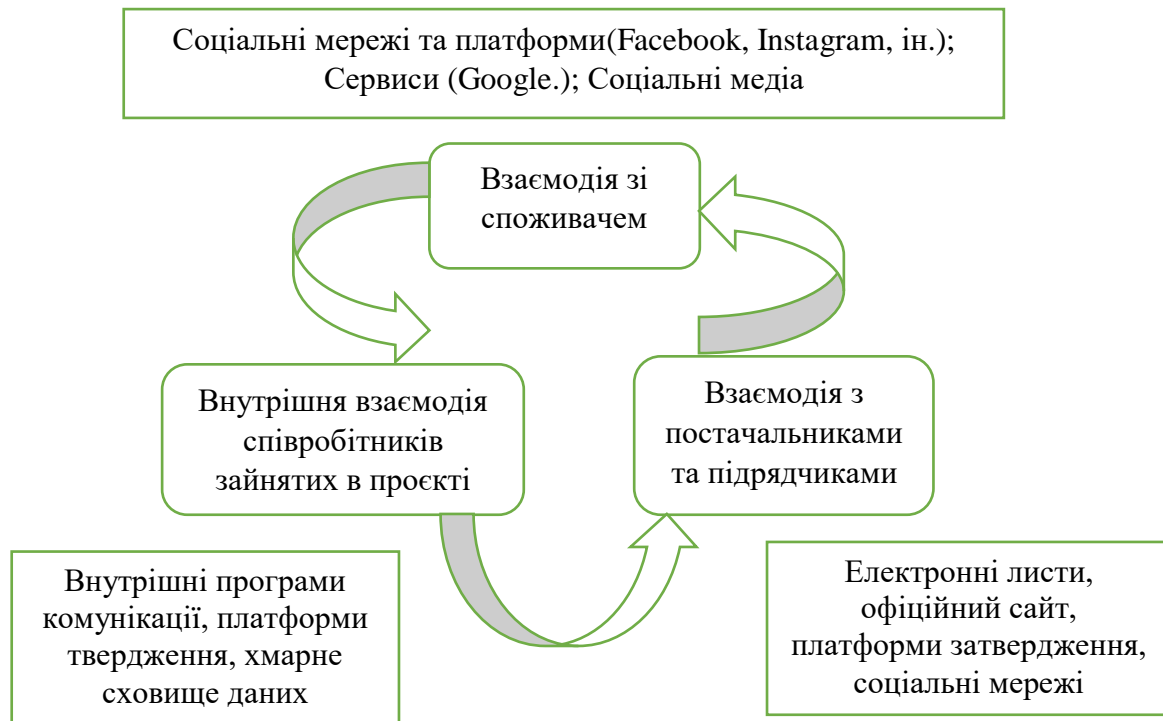 Соціальні мережі та платформи(Facebook, Instagram, ін.);
Сервиси (Google.); Соціальні медіа
Взаємодія зі
споживачем
Внутрішня взаємодія
співробітників
зайнятих в проєкті
Взаємодія з
постачальниками
та підрядчиками
Внутрішні програми
комунікації, платформи
твердження, хмарне
сховище даних
Електронні листи,
офіційний сайт,
платформи затвердження,
соціальні мережі